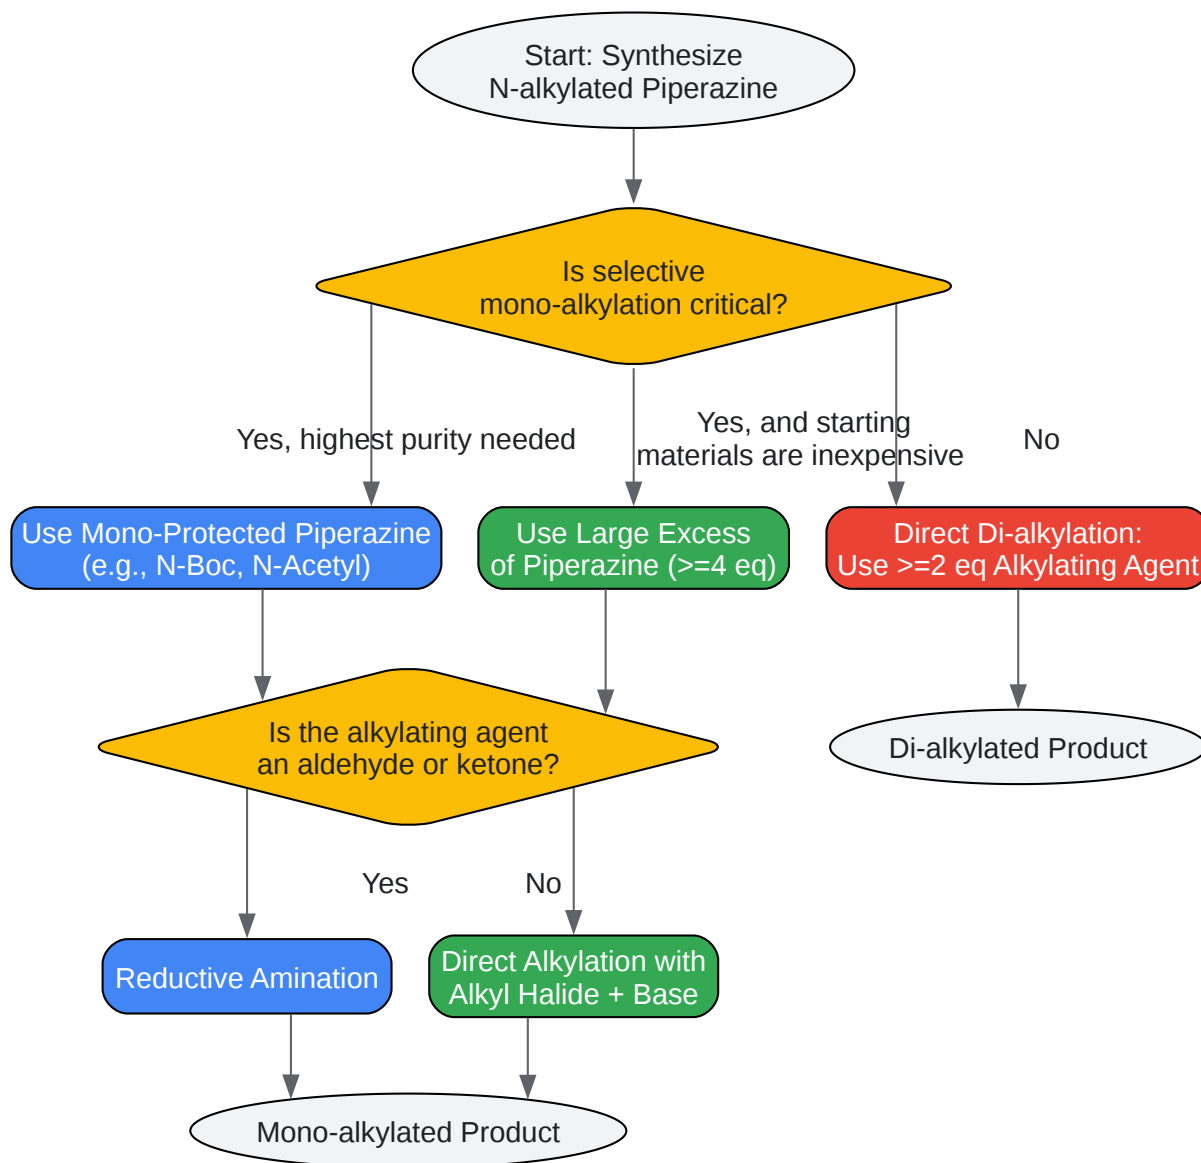 Start: Synthesize
N-alkylated Piperazine
Is selective
mono-alkylation critical?
Yes, highest purity needed
Yes, and starting
materials are inexpensive
No
Use Mono-Protected Piperazine
(e.g., N-Boc, N-Acetyl)
Use Large Excess
of Piperazine (>=4 eq)
Direct Di-alkylation:
Use >=2 eq Alkylating Agent
Is the alkylating agent
an aldehyde or ketone?
Di-alkylated Product
Yes
No
Reductive Amination
Direct Alkylation with
Alkyl Halide + Base
Mono-alkylated Product